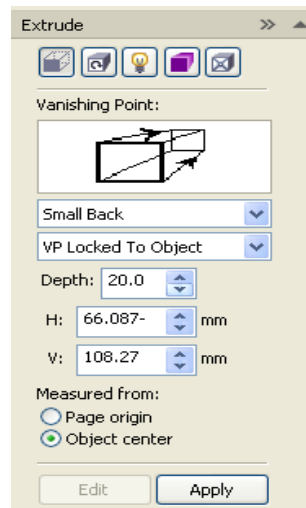 Extrude
Vanishing Point:
Small Back
VP Locked To Object
Depth: 20.0
H: 66.087- mm
V: 108.27 mm
Measured from:
Page origin
Object center
Edit Apply